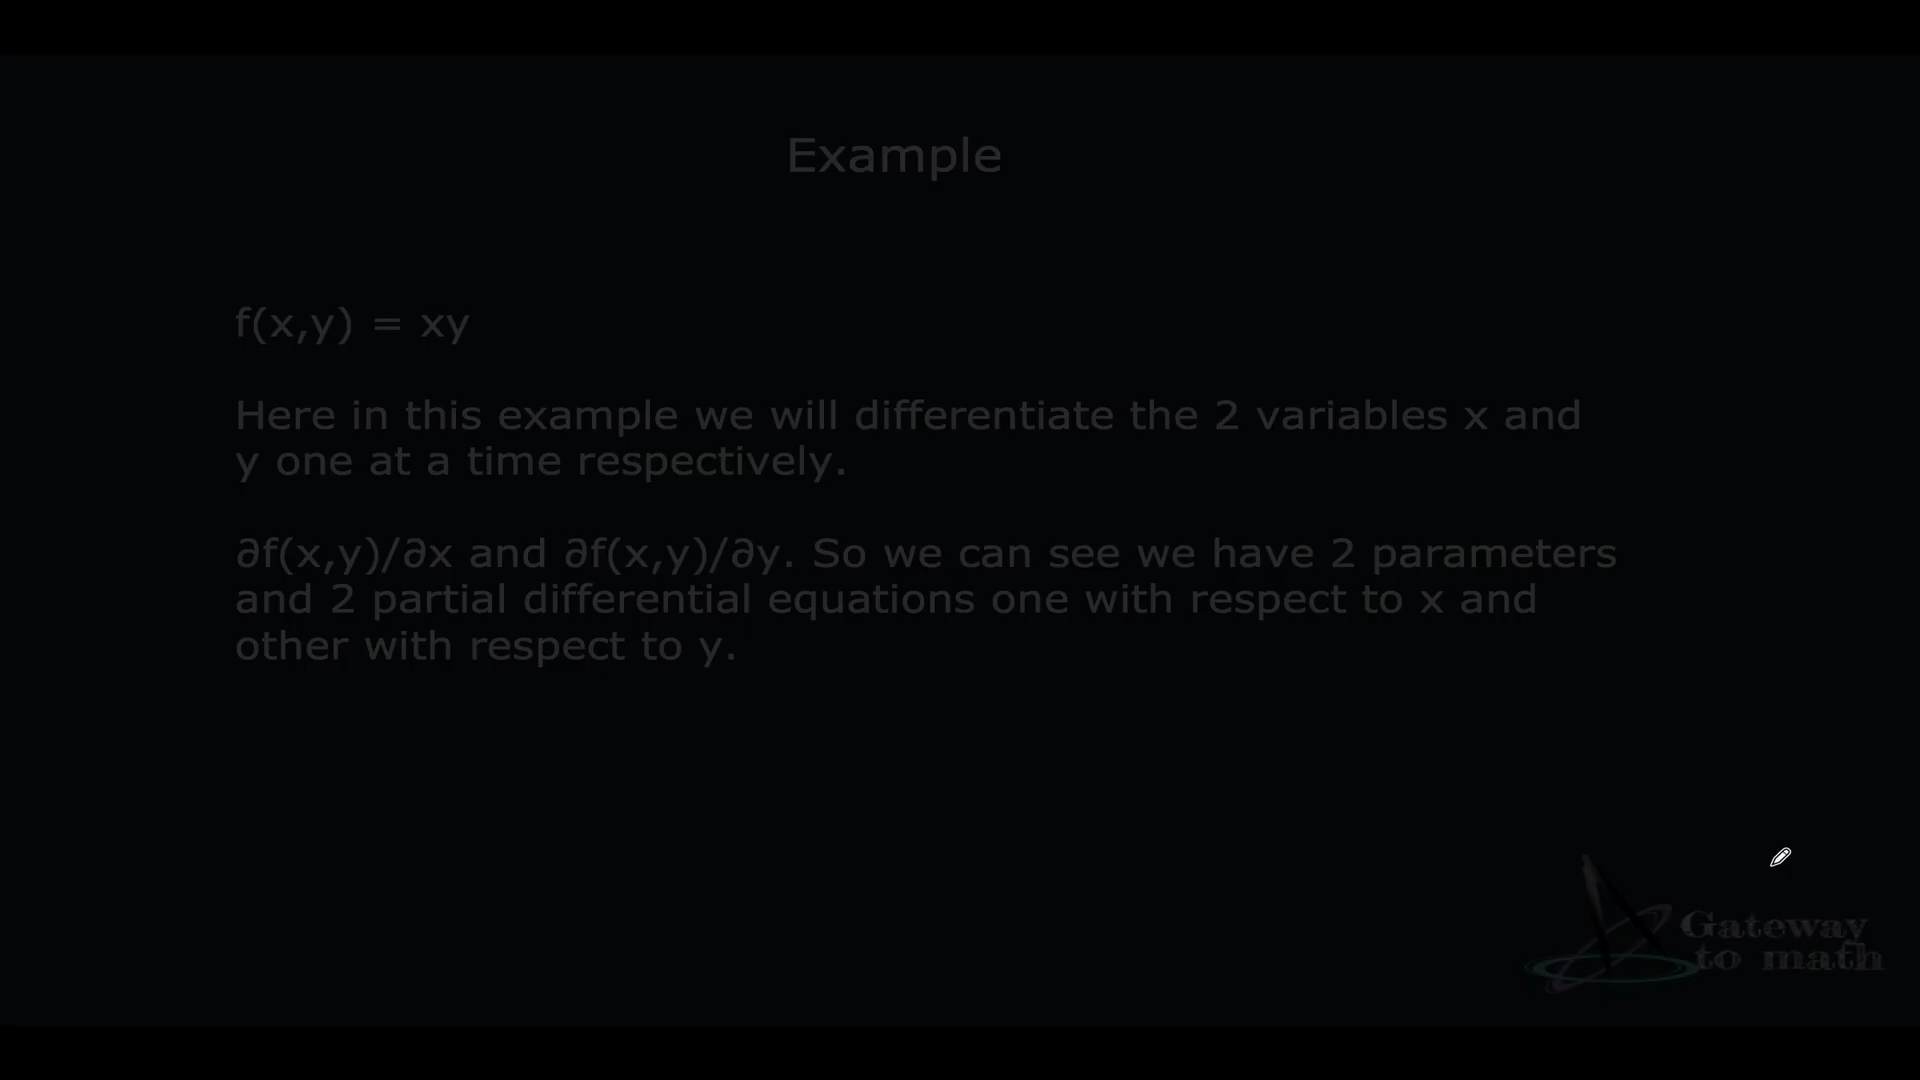 Example
f(x,y) = xy
Here in this example we will differentiate the 2 variables x and
y one at a time respectively.
∂f(x,y)/∂x and ∂f(x,y)/∂y. So we can see we have 2 parameters
and 2 partial differential equations one with respect to x and
other with respect to y.
Gateway
to math